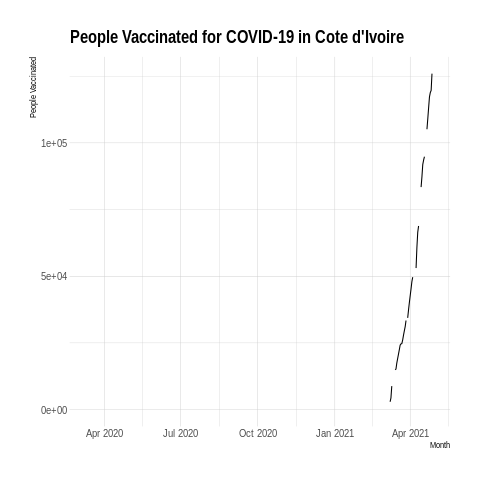 People Vaccinated for COVID-19 in Cote d'Ivoire
People Vaccinated
1e+05
5e+04
0e+00
Apr 2020 Jul 2020 Oct 2020 Jan 2021 Apr 2021
Month